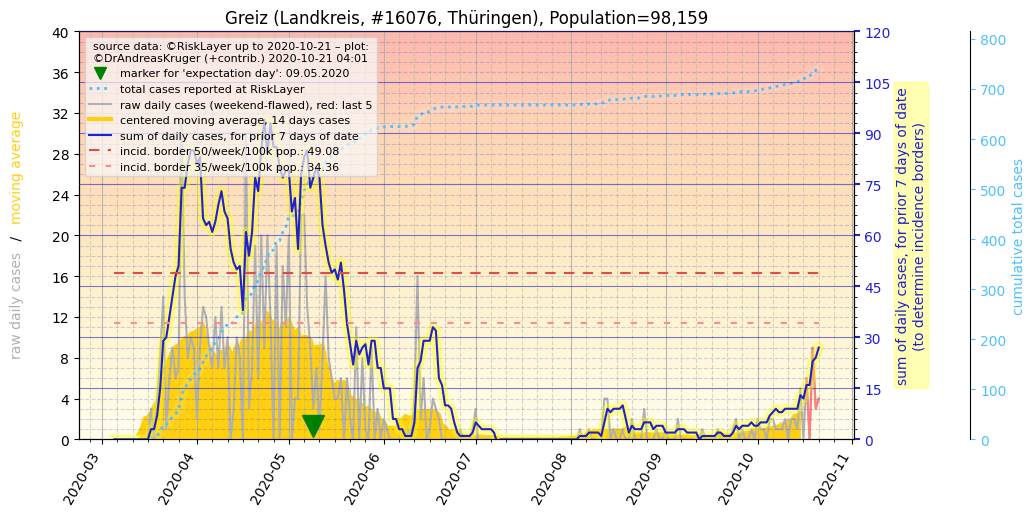 Greiz (Landkreis, #16076, Thüringen), Population=98,159
source data: ©RiskLayer up to 2020-10-21 – plot:
©DrAndreasKruger (+contrib.) 2020-10-21 04:01
marker for 'expectation day': 09.05.2020
total cases reported at RiskLayer
raw daily cases (weekend-flawed), red: last 5
centered moving average, 14 days cases
sum of daily cases, for prior 7 days of date
incid. border 50/week/100k pop.: 49.08
incid. border 35/week/100k pop.: 34.36
raw daily cases / moving average
40
36
32
28
24
20
16
12
8
4
0
120
105
90
75
60
45
30
15
0
sum of daily cases, for prior 7 days of date
(to determine incidence borders)
800
700
600
500
400
300
200
100
0
cumulative total cases
2020-03
2020-04
2020-05
2020-06
2020-07
2020-08
2020-09
2020-10
2020-11